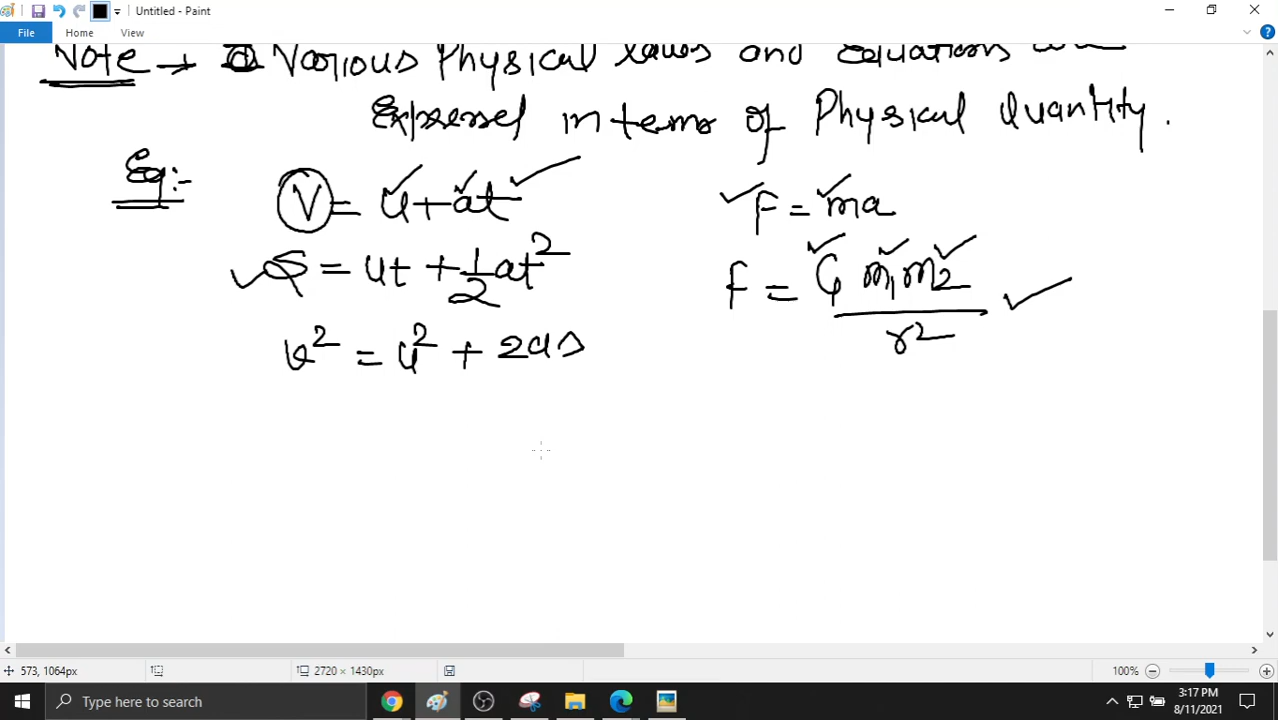 Untitled - Paint
File Home View
Note → Various Physical laws and Equations are
Expressed in terms of Physical Quantity.
Eg:-
V = u + at
F = ma
S = ut + 1/2 at²
F = G m₁m₂ / r²
v² = u² + 2as
573, 1064px
2720 × 1430px
100%
Type here to search
3:17 PM
8/11/2021